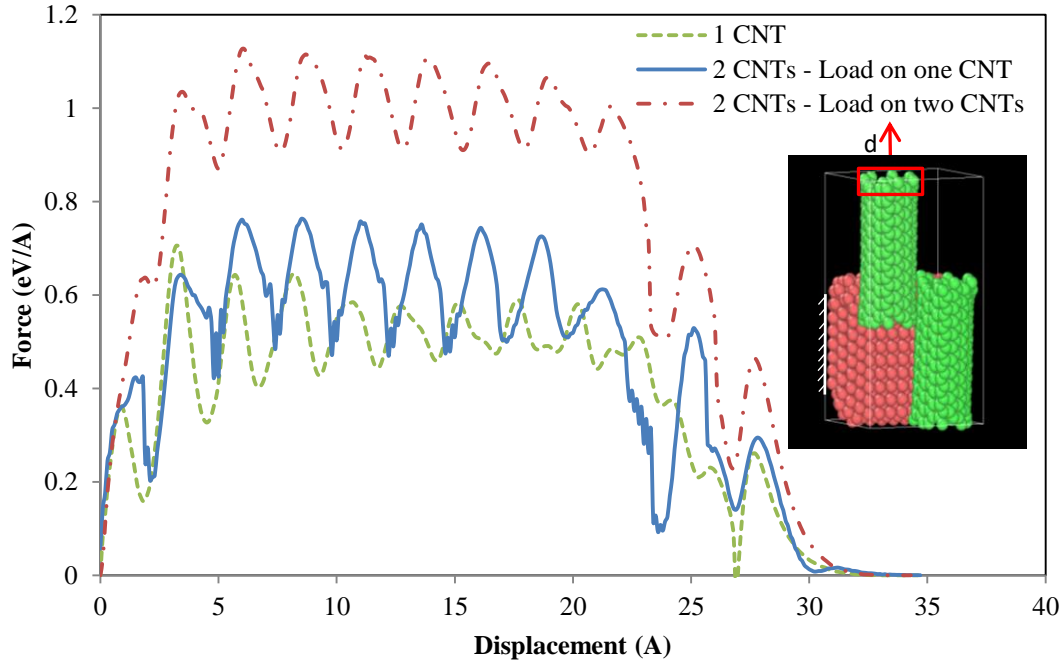 1.2
1
0.8
0.6
0.4
0.2
0
Force (eV/A)
1 CNT
2 CNTs - Load on one CNT
2 CNTs - Load on two CNTs
d
0 5 10 15 20 25 30 35 40
Displacement (A)